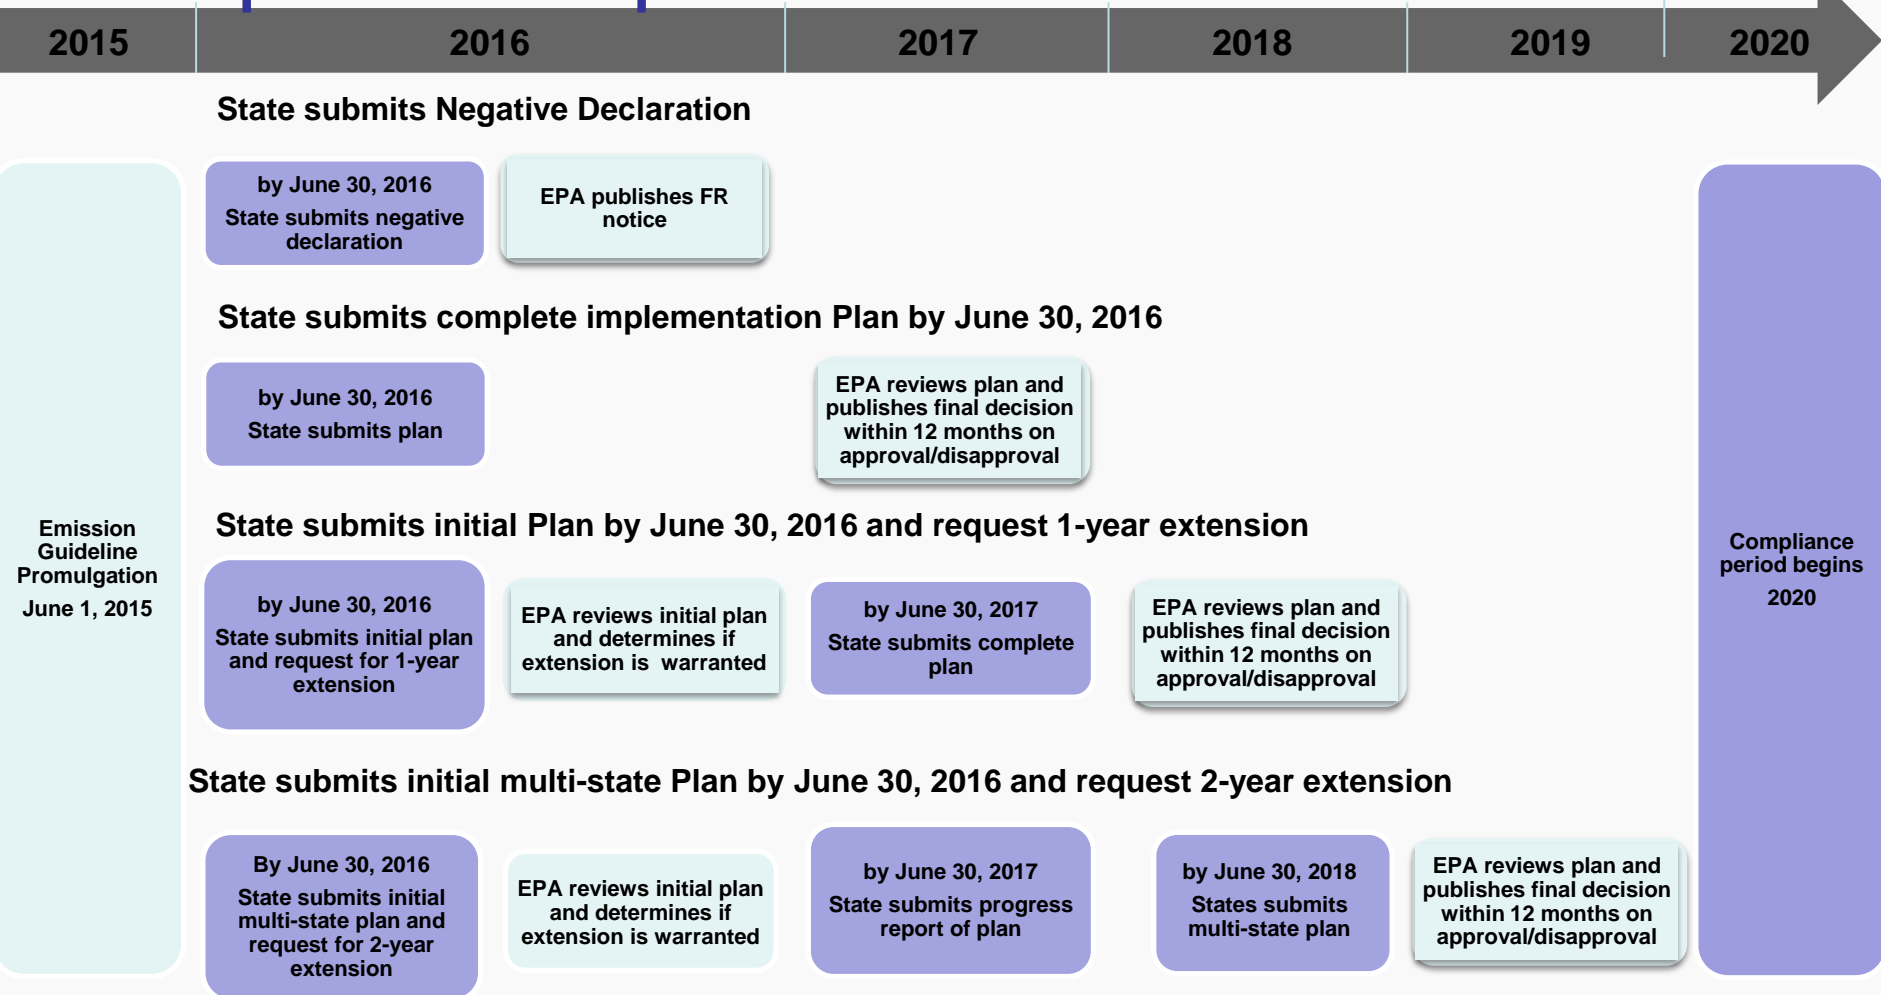 2015
2016
2017
2018
2019
2020
State submits Negative Declaration
by June 30, 2016
State submits negative
declaration
EPA publishes FR
notice
State submits complete implementation Plan by June 30, 2016
by June 30, 2016
State submits plan
EPA reviews plan and
publishes final decision
within 12 months on
approval/disapproval
Emission
Guideline
Promulgation
June 1, 2015
State submits initial Plan by June 30, 2016 and request 1-year extension
by June 30, 2016
State submits initial plan
and request for 1-year
extension
EPA reviews initial plan
and determines if
extension is  warranted
by June 30, 2017
State submits complete
plan
EPA reviews plan and
publishes final decision
within 12 months on
approval/disapproval
Compliance
period begins
2020
State submits initial multi-state Plan by June 30, 2016 and request 2-year extension
By June 30, 2016
State submits initial
multi-state plan and
request for 2-year
extension
EPA reviews initial plan
and determines if
extension is warranted
by June 30, 2017
State submits progress
report of plan
by June 30, 2018
States submits
multi-state plan
EPA reviews plan and
publishes final decision
within 12 months on
approval/disapproval